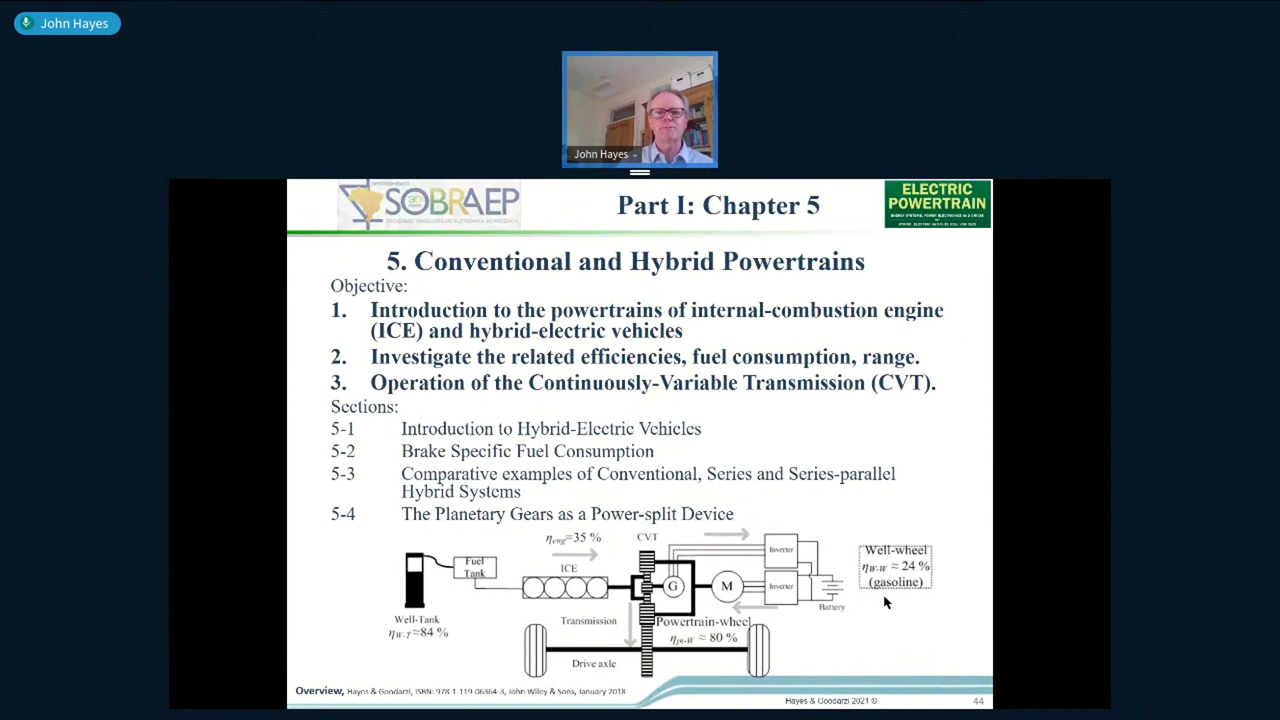 John Hayes
John Hayes
SOBRAEP
Part I: Chapter 5
ELECTRIC
POWERTRAIN
5. Conventional and Hybrid Powertrains
Objective:
1. Introduction to the powertrains of internal-combustion engine
(ICE) and hybrid-electric vehicles
2. Investigate the related efficiencies, fuel consumption, range.
3. Operation of the Continuously-Variable Transmission (CVT).
Sections:
5-1 Introduction to Hybrid-Electric Vehicles
5-2 Brake Specific Fuel Consumption
5-3 Comparative examples of Conventional, Series and Series-parallel
Hybrid Systems
5-4 The Planetary Gears as a Power-split Device
ηeng=35 %
CVT
Fuel
Tank
ICE
G
M
Inverter
Inverter
Battery
Well-wheel
ηW-W ≈ 24 %
(gasoline)
Well-Tank
ηW-T ≈84 %
Transmission
Powertrain-wheel
ηpt-W ≈ 80 %
Drive axle
Overview, Hayes & Goodarzi, ISBN: 978-1-119-06364-3, John Wiley & Sons, January 2018
Hayes & Goodarzi 2021 ©
44